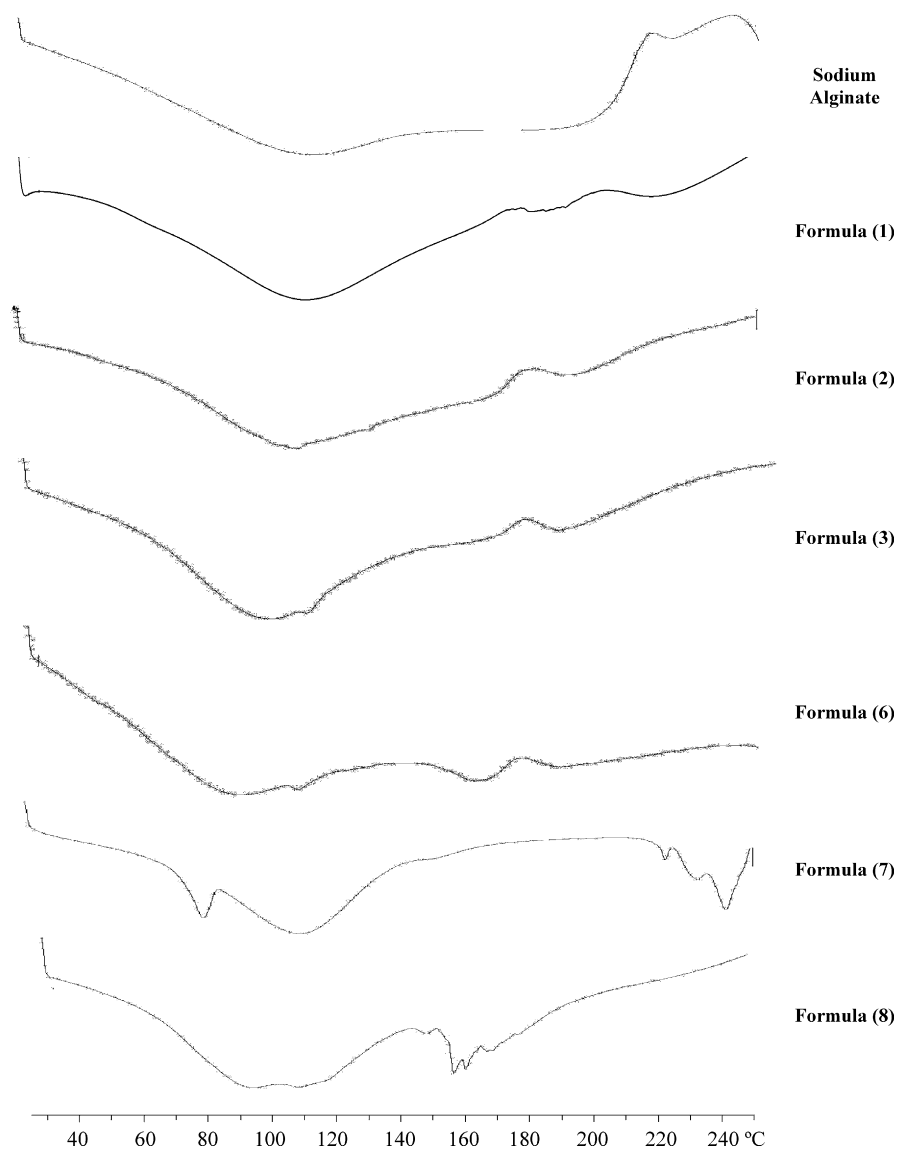 Sodium
Alginate
Formula (1)
Formula (2)
Formula (3)
Formula (6)
Formula (7)
Formula (8)
40 60 80 100 120 140 160 180 200 220 240 ºC